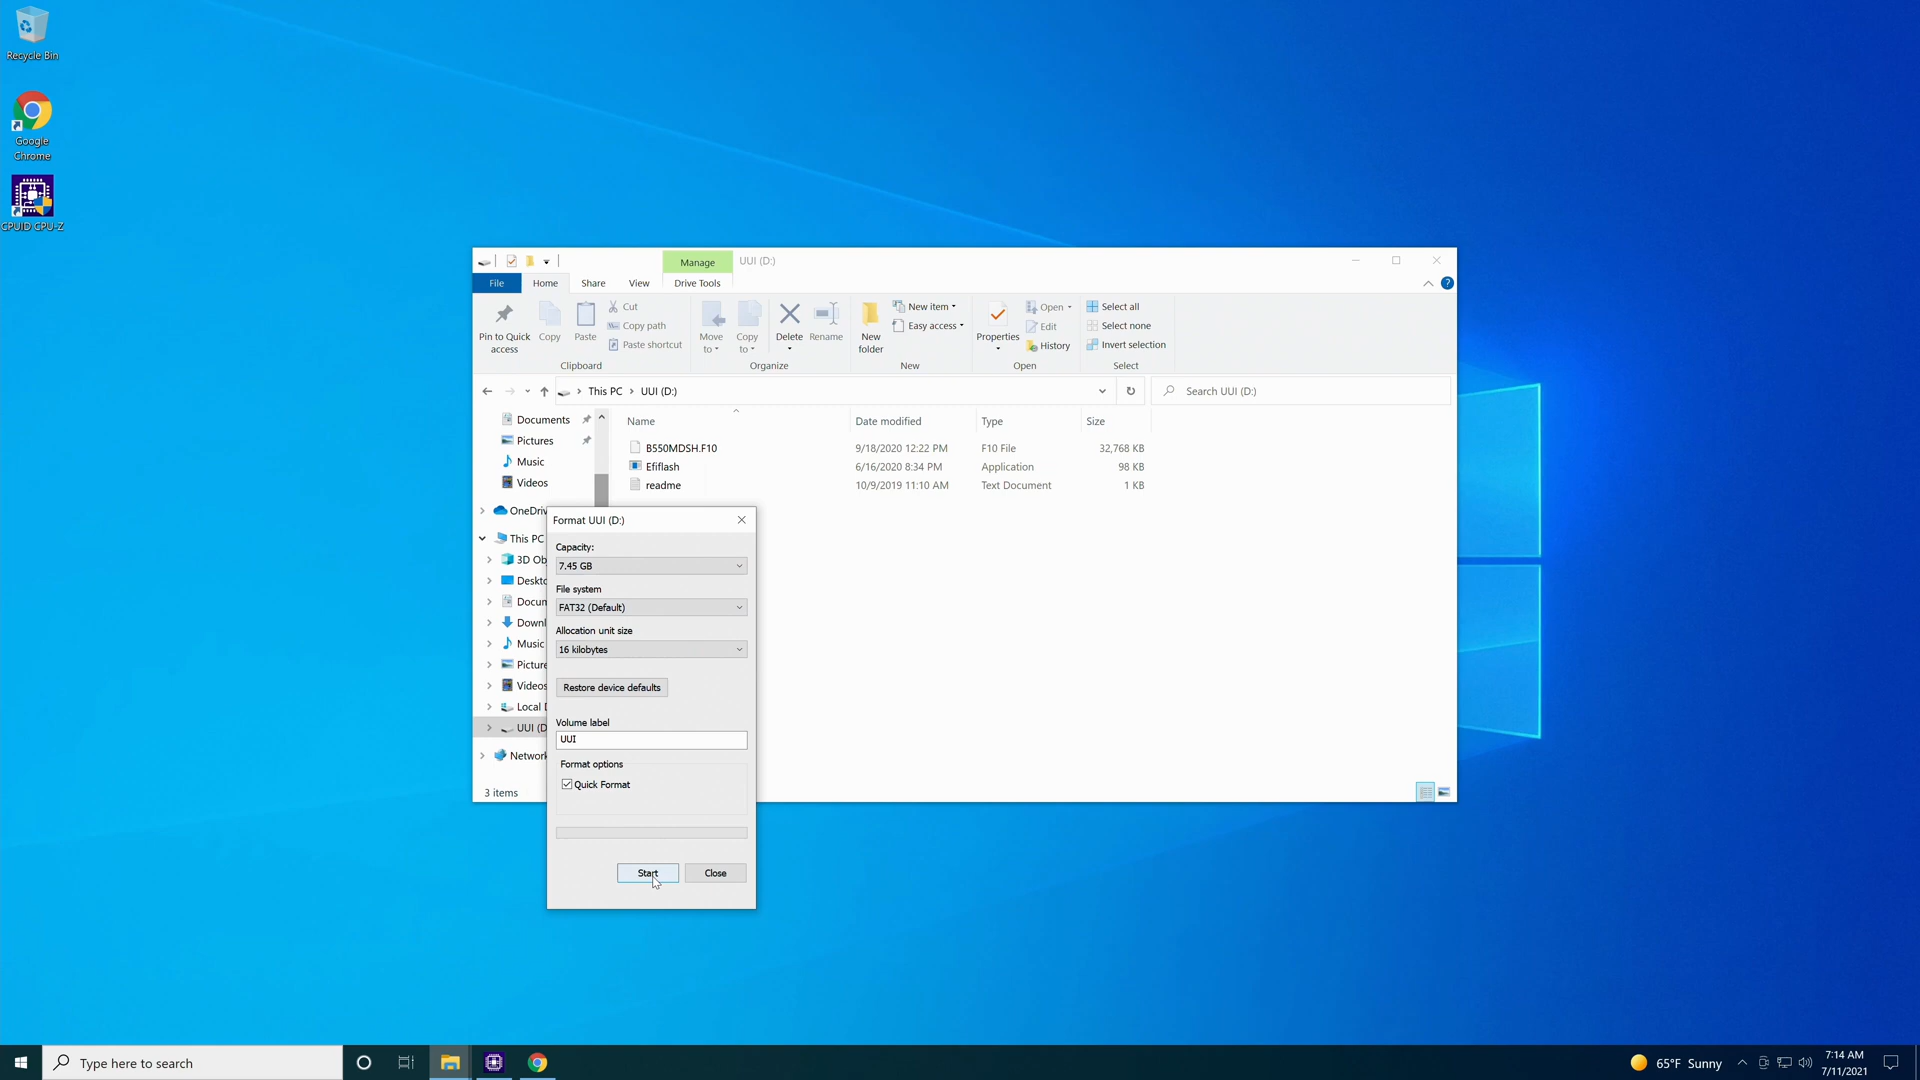 Recycle Bin
Google
Chrome
CPUID CPU-Z
Manage
UUI (D:)
File
Home
Share
View
Drive Tools
Pin to Quick
access
Copy
Paste
Cut
Copy path
Paste shortcut
Clipboard
Move
to
Copy
to
Delete
Rename
Organize
New
folder
New item
Easy access
New
Properties
Open
Edit
History
Open
Select all
Select none
Invert selection
Select
This PC
UUI (D:)
Search UUI (D:)
Name
Date modified
Type
Size
B550MDSH.F10 9/18/2020 12:22 PM F10 File 32,768 KB
Efiflash 6/16/2020 8:34 PM Application 98 KB
readme 10/9/2019 11:10 AM Text Document 1 KB
Documents
Pictures
Music
Videos
OneDriv
This PC
3D Ob
Deskto
Docum
Downl
Music
Picture
Videos
Local D
UUI (D
Network
3 items
Format UUI (D:)
Capacity:
7.45 GB
File system
FAT32 (Default)
Allocation unit size
16 kilobytes
Restore device defaults
Volume label
UUI
Format options
Quick Format
Start
Close
Type here to search
65°F Sunny
7:14 AM
7/11/2021